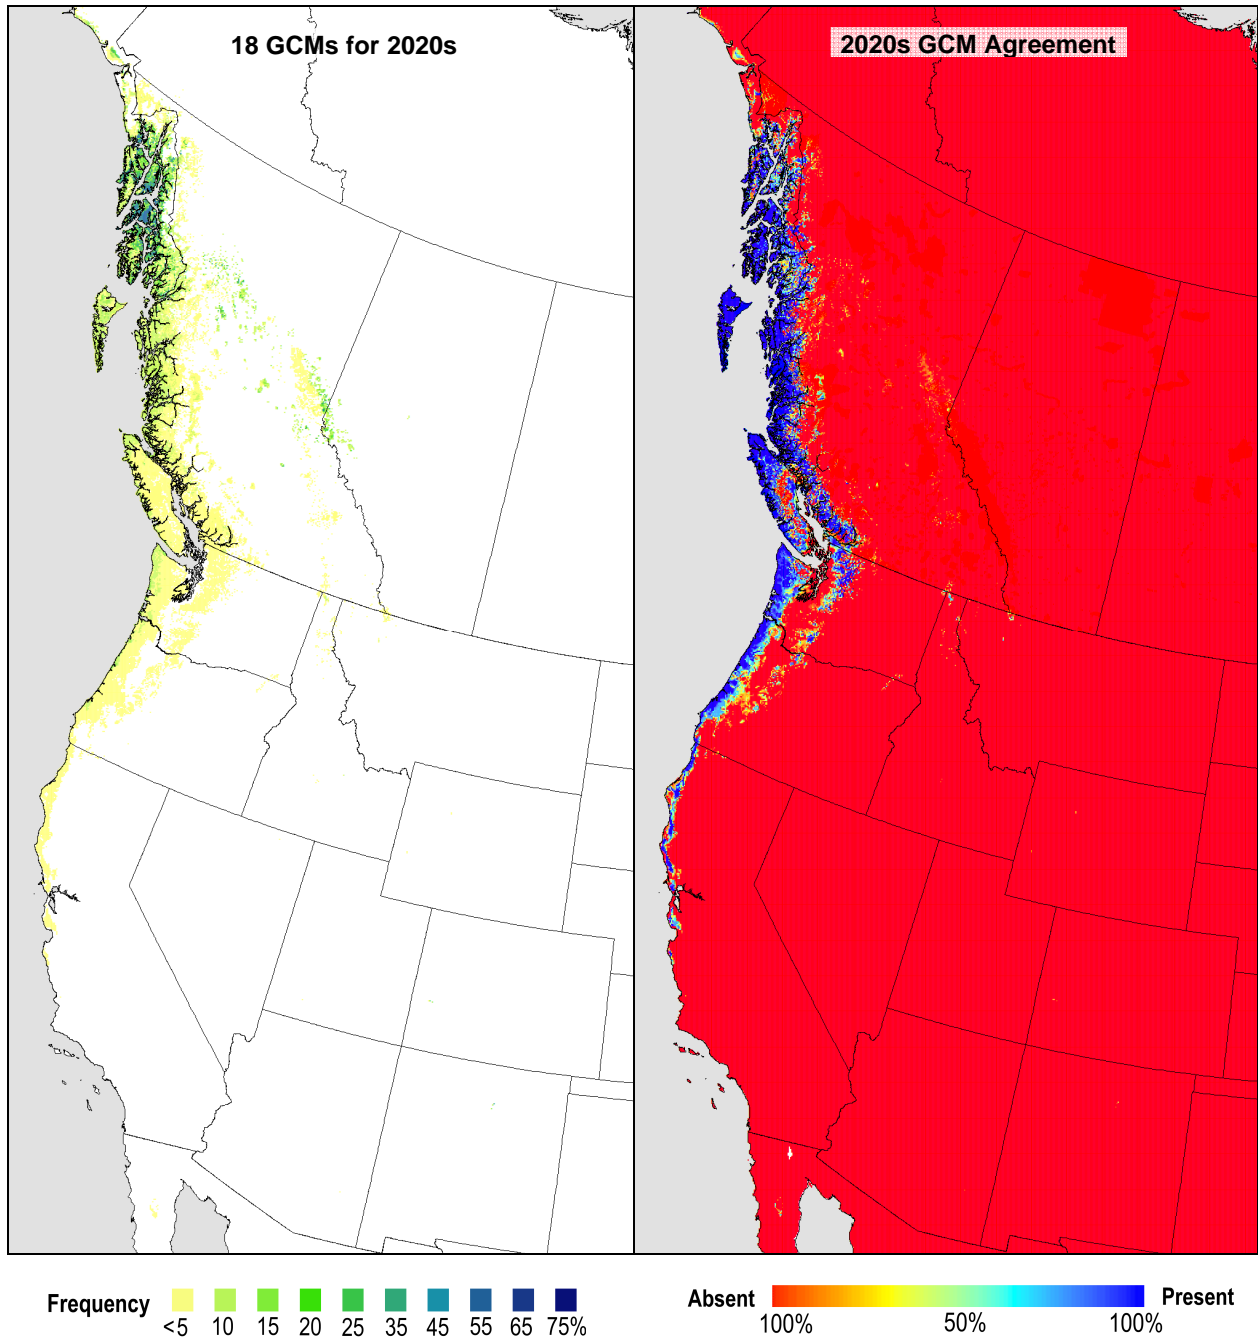 18 GCMs for 2020s
2020s GCM Agreement
Frequency
<5 10 15 20 25 35 45 55 65 75%
Absent Present
100% 50% 100%